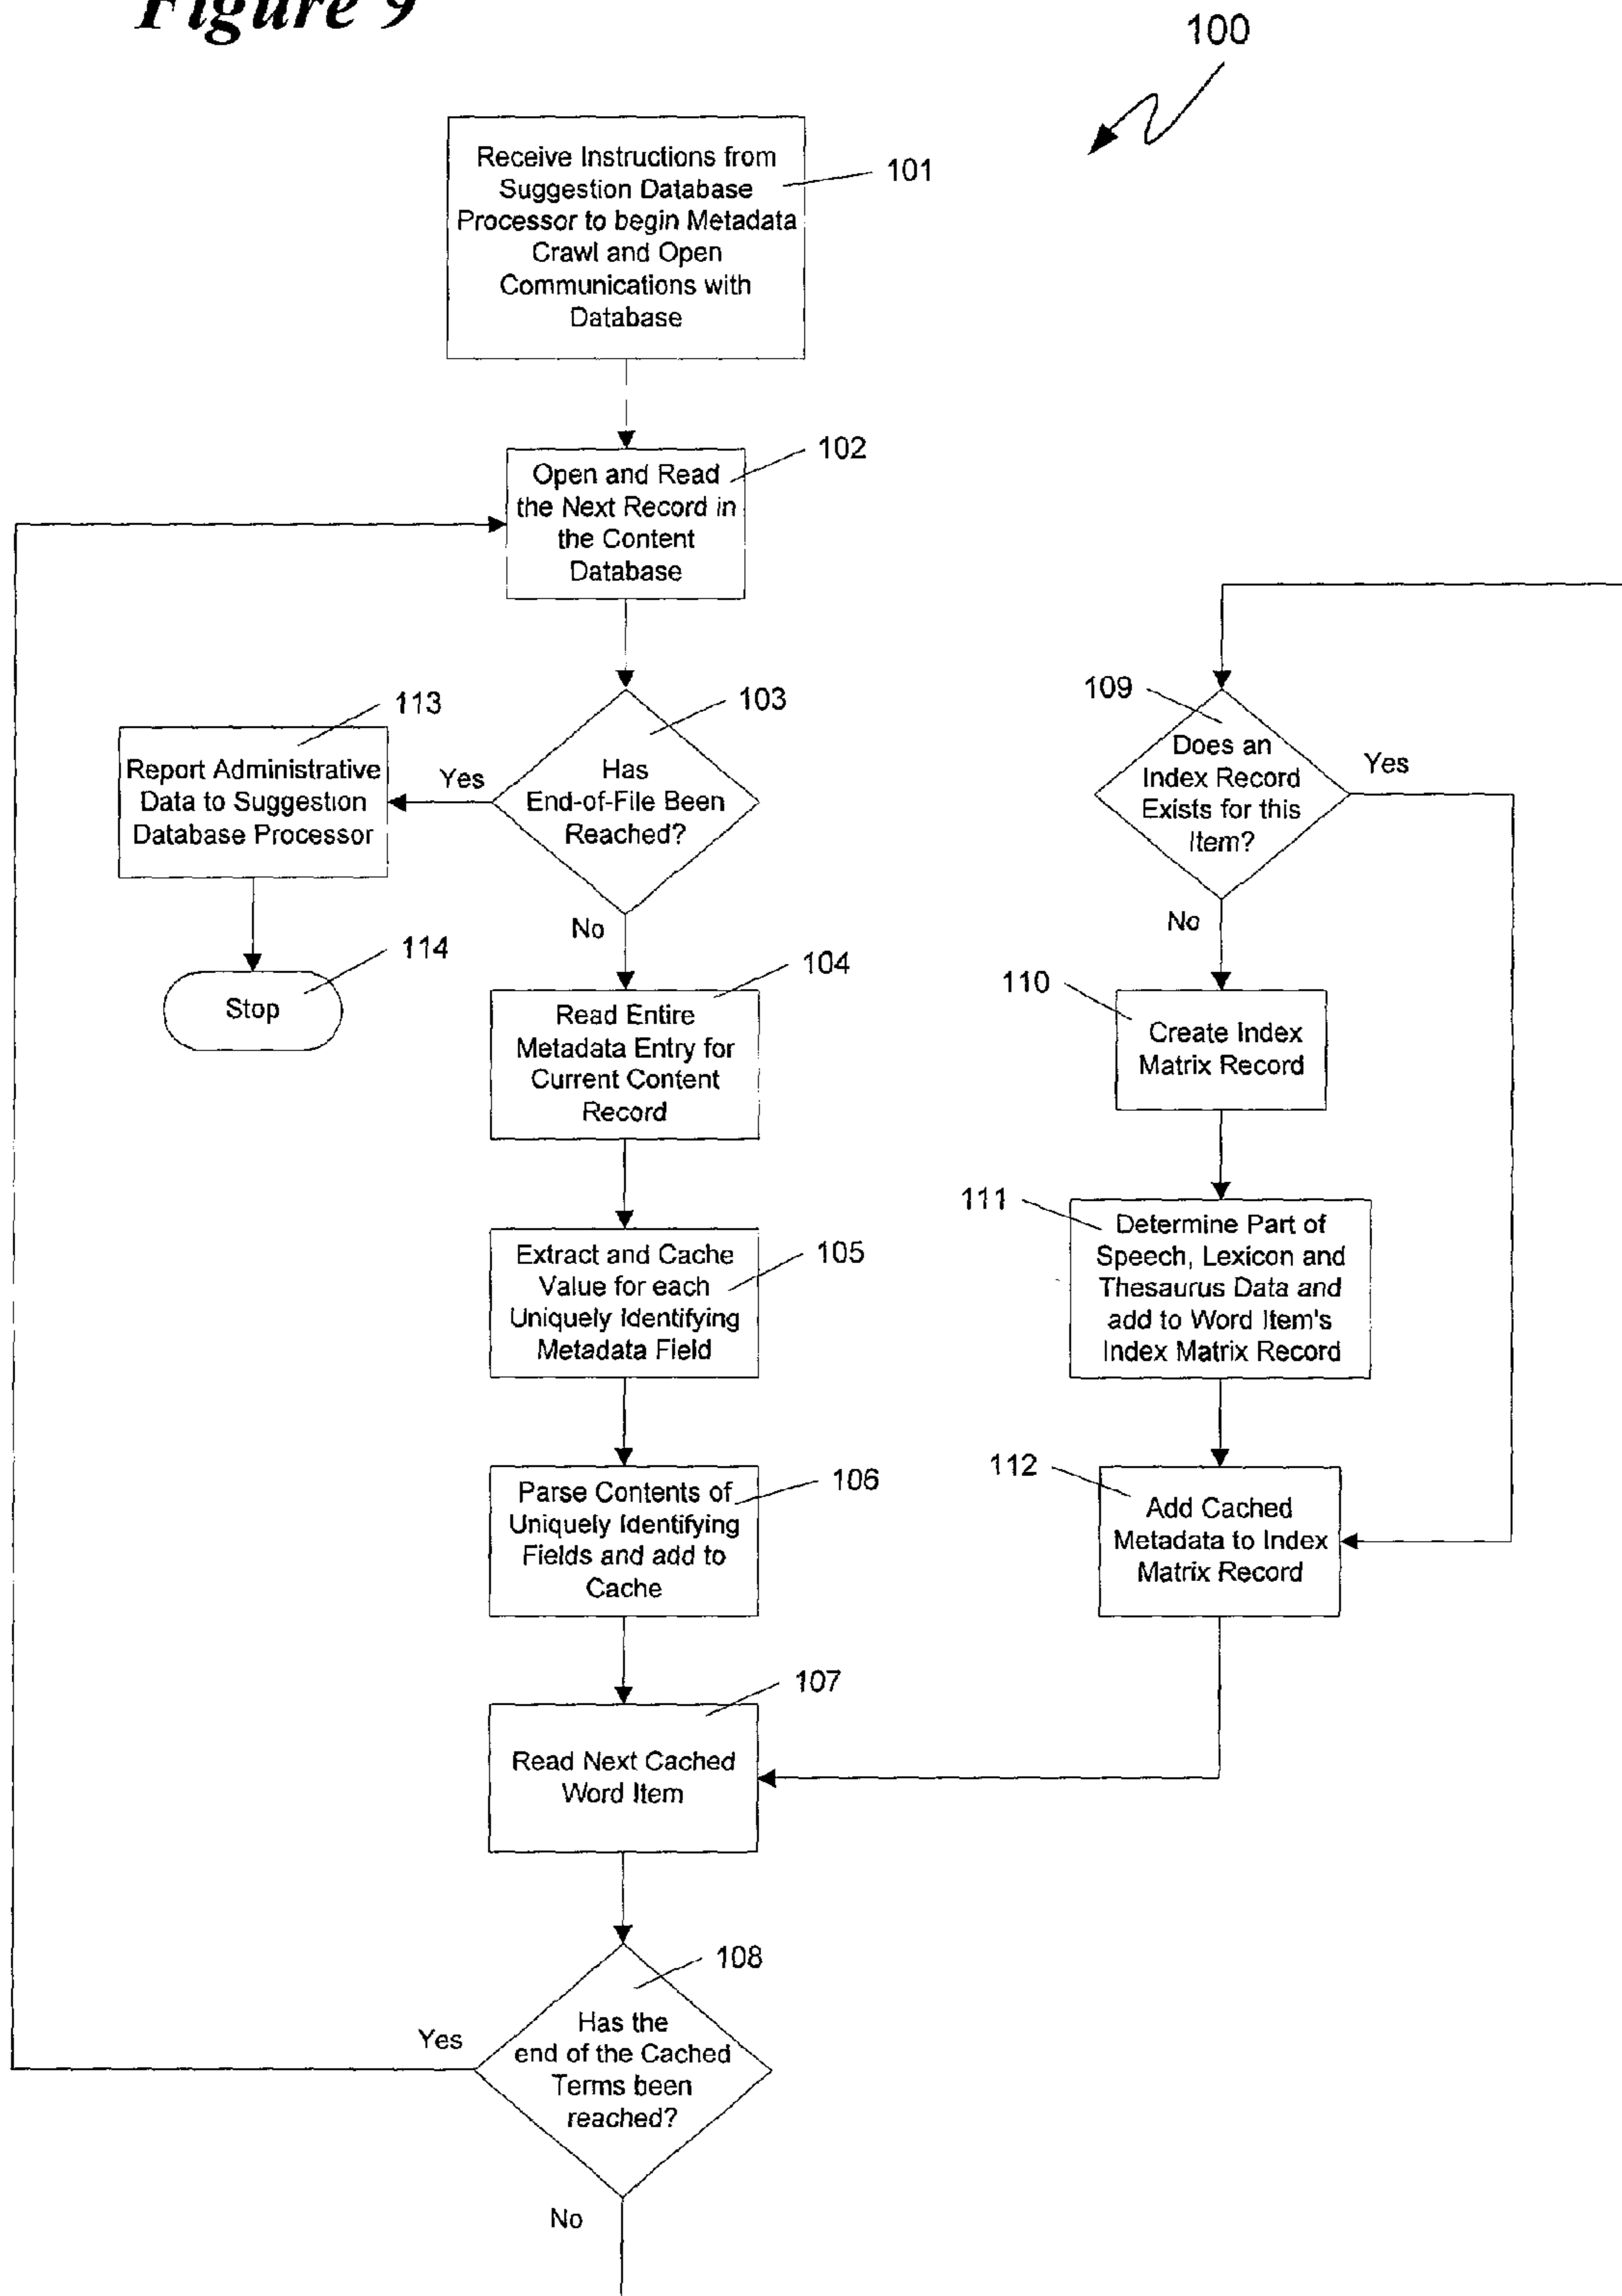 Figure 9
100
Receive Instructions from
Suggestion Database
Processor to begin Metadata
Crawl and Open
Communications with
Database
101
Open and Read
the Next Record in
the Content
Database
102
Has
End-of-File Been
Reached?
103
Yes
No
Report Administrative
Data to Suggestion
Database Processor
113
Stop
114
Read Entire
Metadata Entry for
Current Content
Record
104
Extract and Cache
Value for each
Uniquely Identifying
Metadata Field
105
Parse Contents of
Uniquely Identifying
Fields and add to
Cache
106
Read Next Cached
Word Item
107
Has the
end of the Cached
Terms been
reached?
108
Yes
No
109
Does an
Index Record
Exists for this
Item?
Yes
No
110
Create Index
Matrix Record
111
Determine Part of
Speech, Lexicon and
Thesaurus Data and
add to Word Item's
Index Matrix Record
112
Add Cached
Metadata to Index
Matrix Record